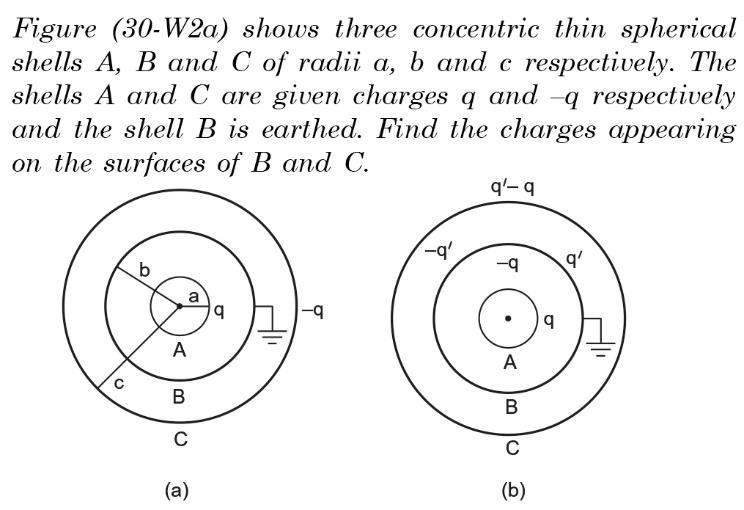 Figure (30-W2a) shows three concentric thin spherical
shells A, B and C of radii a, b and c respectively. The
shells A and C are given charges q and –q respectively
and the shell B is earthed. Find the charges appearing
on the surfaces of B and C.
b
a
q
–q
A
c
B
C
(a)
q′– q
–q′
–q
q′
q
A
B
C
(b)